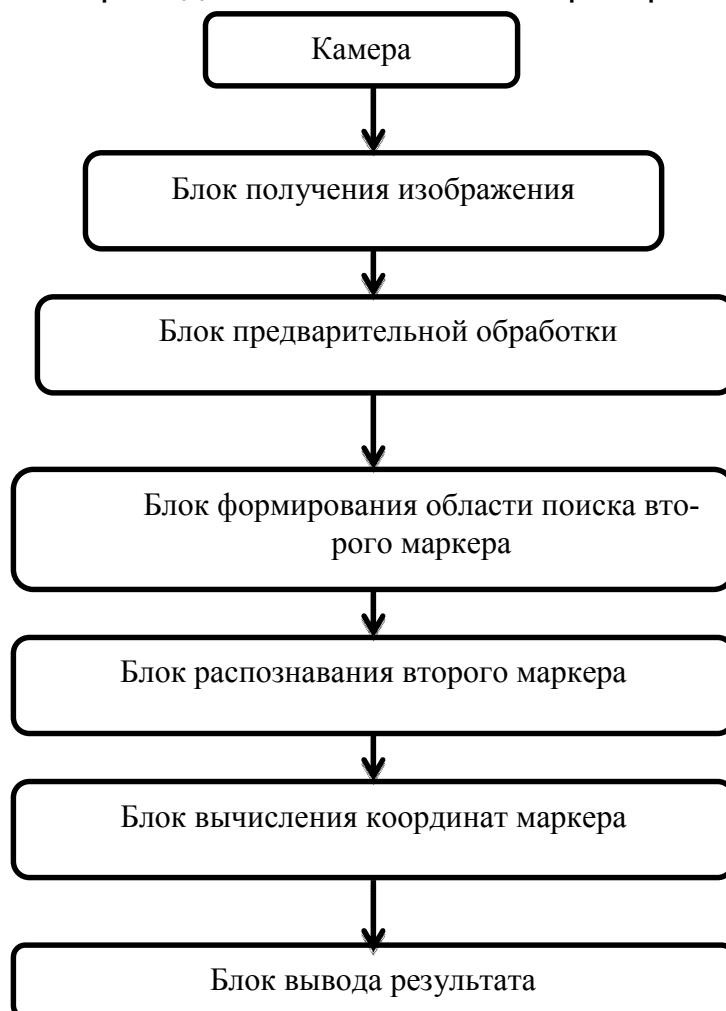 Камера
Блок получения изображения
Блок предварительной обработки
Блок формирования области поиска вто-
рого маркера
Блок распознавания второго маркера
Блок вычисления координат маркера
Блок вывода результата